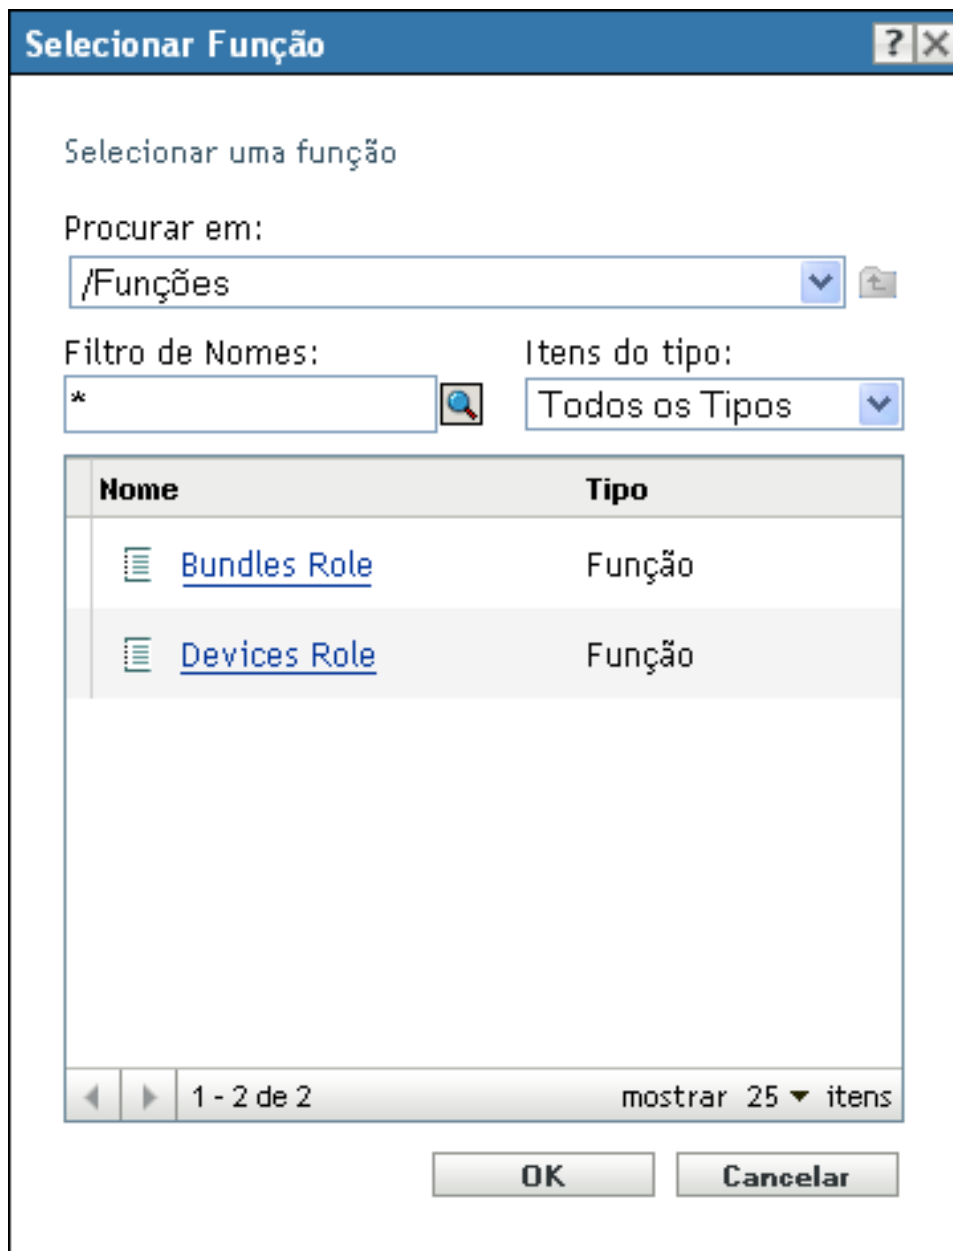 Selecionar Função ? X
Selecionar uma função
Procurar em:
/Funções
Filtro de Nomes: Itens do tipo:
* Todos os Tipos
Nome Tipo
Bundles Role Função
Devices Role Função
1 - 2 de 2 mostrar 25 itens
OK Cancelar